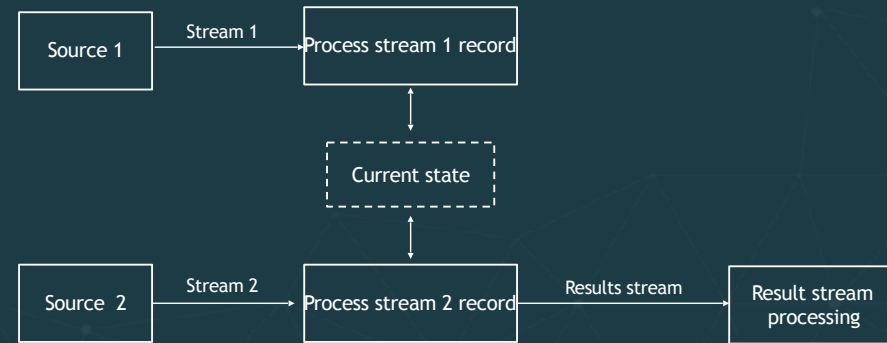 Stream 1
Source 1
Process stream 1 record
Current state
Stream 2
Results stream
Source 2
Process stream 2 record
Result stream
processing